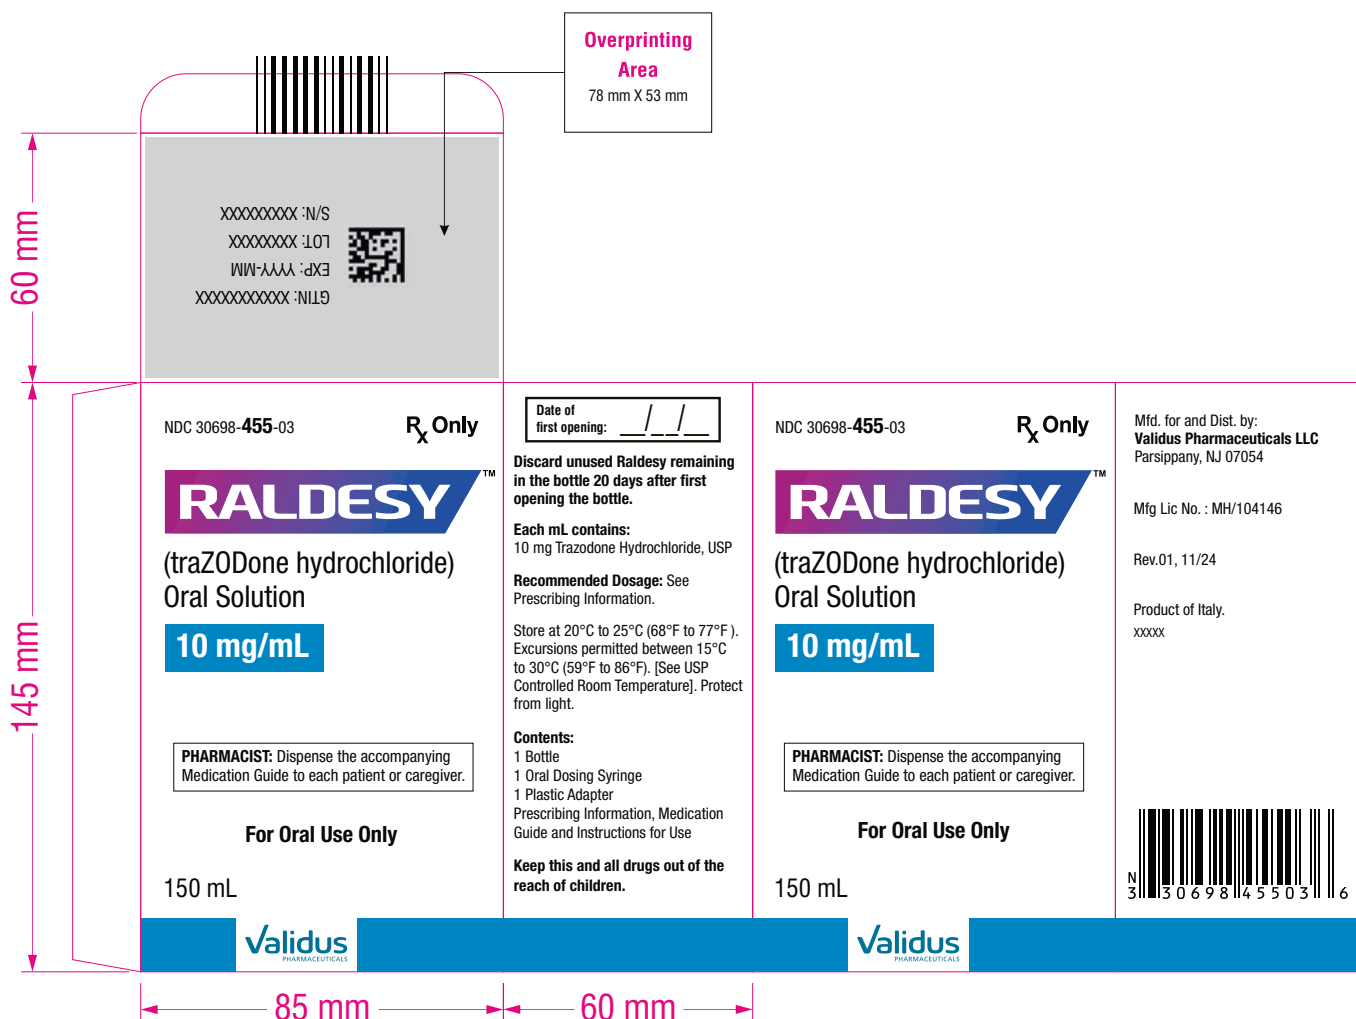 Overprinting
Area
78 mm X 53 mm
S/N: XXXXXXXXX
LOT: XXXXXXXX
EXP: YYYY-MM
GTIN: XXXXXXXXXXXX
60 mm
145 mm
NDC 30698-455-03
Rx Only
RALDESY™
(traZODone hydrochloride)
Oral Solution
10 mg/mL
PHARMACIST: Dispense the accompanying
Medication Guide to each patient or caregiver.
For Oral Use Only
150 mL
Validus
PHARMACEUTICALS
Date of
first opening: __/__/__
Discard unused Raldesy remaining
in the bottle 20 days after first
opening the bottle.
Each mL contains:
10 mg Trazodone Hydrochloride, USP
Recommended Dosage: See
Prescribing Information.
Store at 20°C to 25°C (68°F to 77°F ).
Excursions permitted between 15°C
to 30°C (59°F to 86°F). [See USP
Controlled Room Temperature]. Protect
from light.
Contents:
1 Bottle
1 Oral Dosing Syringe
1 Plastic Adapter
Prescribing Information, Medication
Guide and Instructions for Use
Keep this and all drugs out of the
reach of children.
NDC 30698-455-03
Rx Only
RALDESY™
(traZODone hydrochloride)
Oral Solution
10 mg/mL
PHARMACIST: Dispense the accompanying
Medication Guide to each patient or caregiver.
For Oral Use Only
150 mL
Validus
PHARMACEUTICALS
Mfd. for and Dist. by:
Validus Pharmaceuticals LLC
Parsippany, NJ 07054
Mfg Lic No. : MH/104146
Rev.01, 11/24
Product of Italy.
xxxxx
N
3 30698 45503 6
85 mm
60 mm